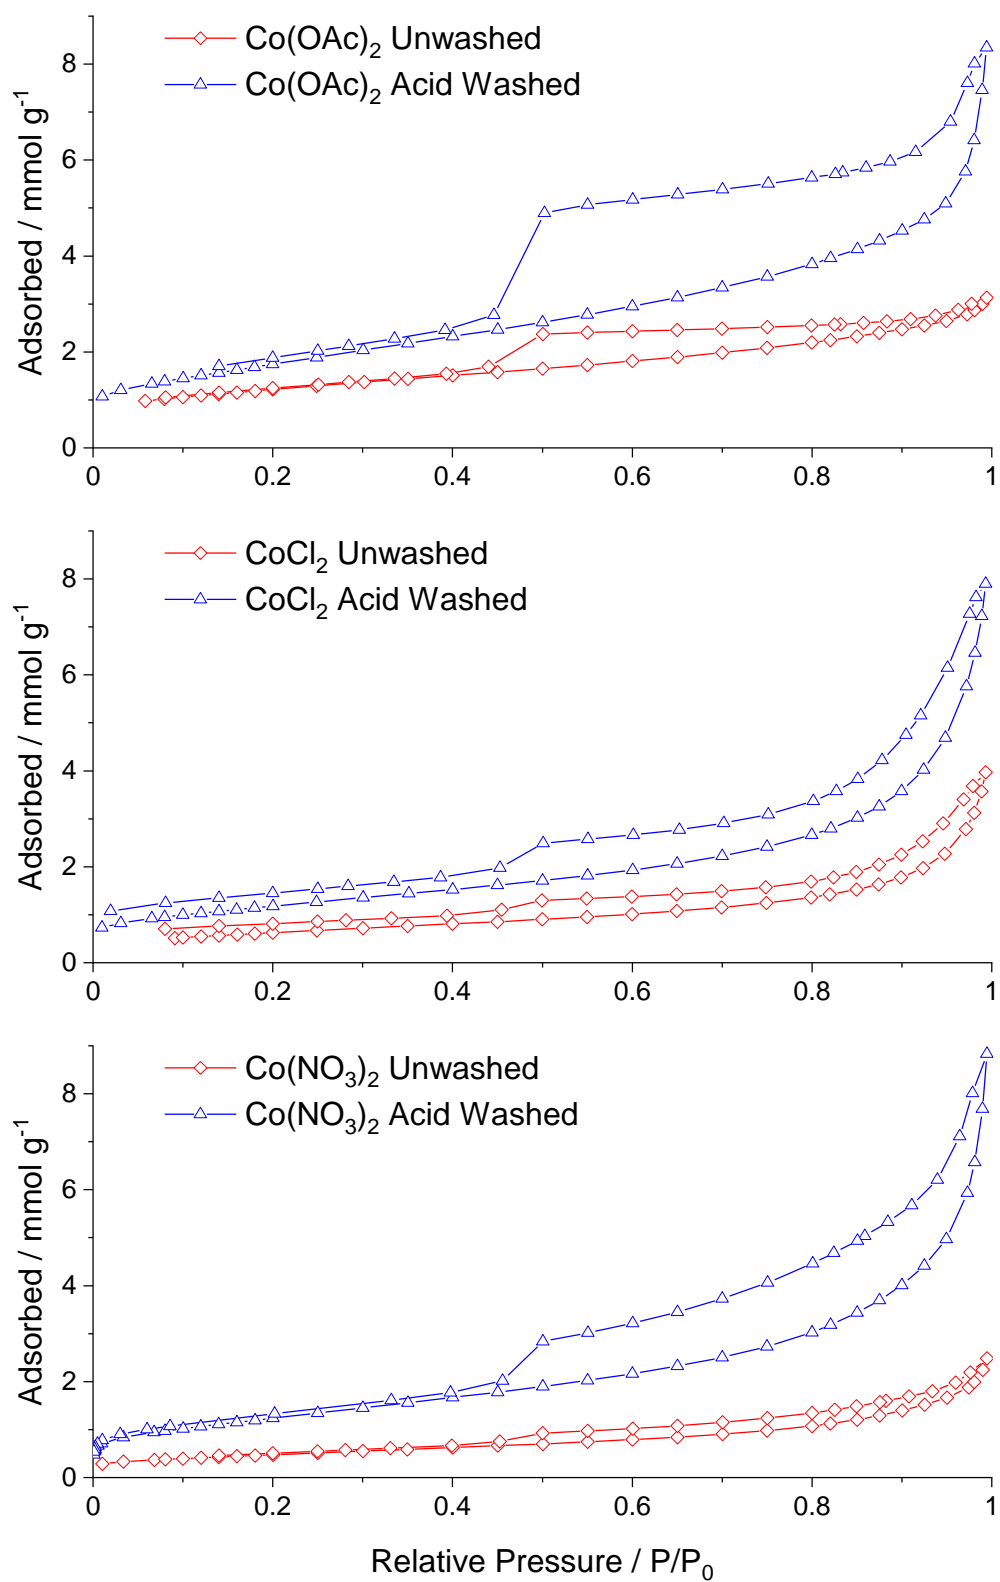 Co(OAc)₂ Unwashed
Co(OAc)₂ Acid Washed
8
6
4
2
0
Adsorbed / mmol g⁻¹
0 0.2 0.4 0.6 0.8 1
CoCl₂ Unwashed
CoCl₂ Acid Washed
8
6
4
2
0
Adsorbed / mmol g⁻¹
0 0.2 0.4 0.6 0.8 1
Co(NO₃)₂ Unwashed
Co(NO₃)₂ Acid Washed
8
6
4
2
0
Adsorbed / mmol g⁻¹
0 0.2 0.4 0.6 0.8 1
Relative Pressure / P/P₀